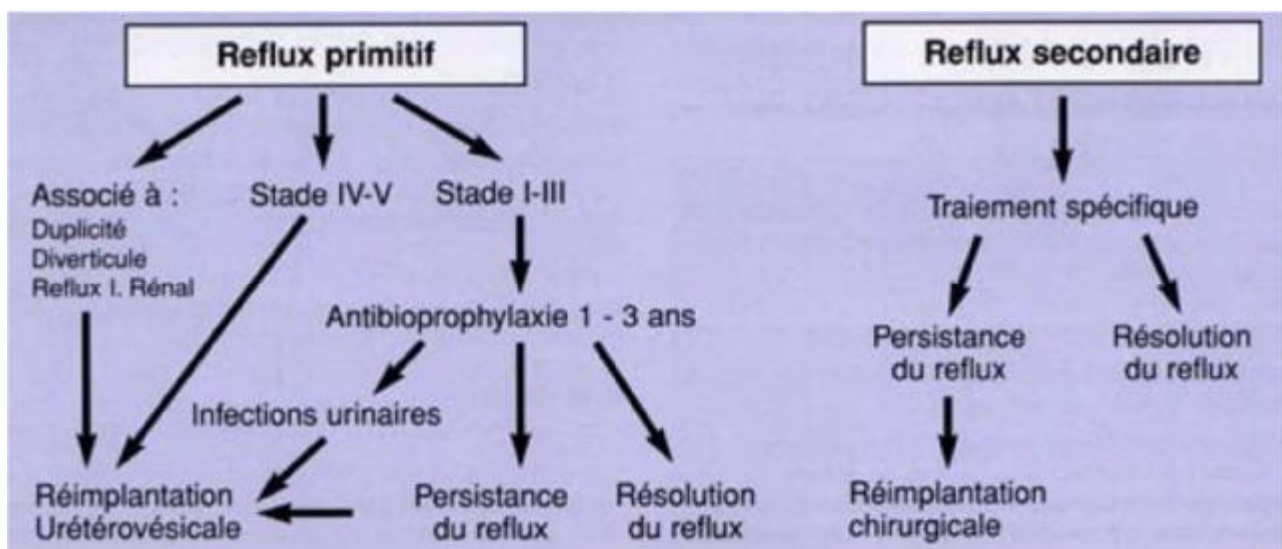 Reflux primitif
Associé à :
Duplicité
Diverticule
Reflux I. Rénal
Stade IV-V
Stade I-III
Antibioprophylaxie 1 - 3 ans
Infections urinaires
Réimplantation
Urétérovésicale
Persistance
du reflux
Résolution
du reflux
Reflux secondaire
Traiement spécifique
Persistance
du reflux
Résolution
du reflux
Réimplantation
chirurgicale